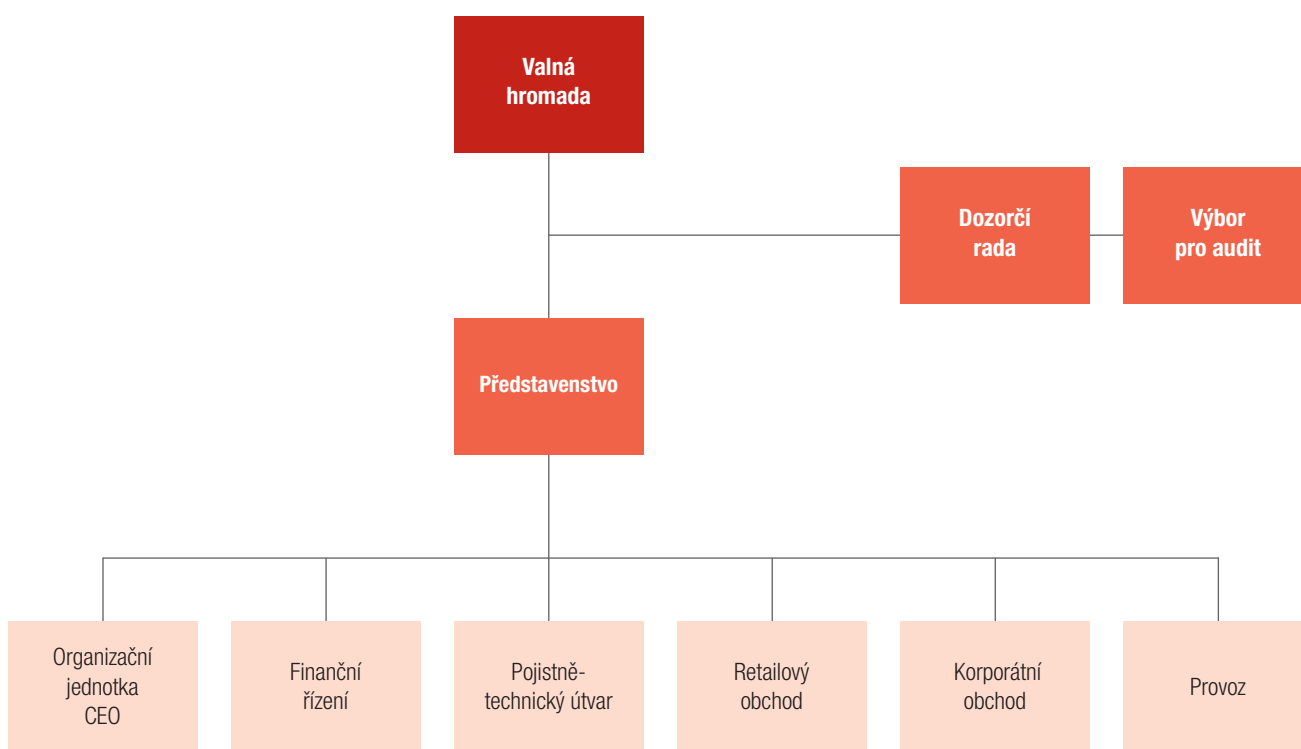 Valná
hromada
Dozorčí
rada
Výbor
pro audit
Představenstvo
Organizační
jednotka
CEO
Finanční
řízení
Pojistně-
technický útvar
Retailový
obchod
Korporátní
obchod
Provoz